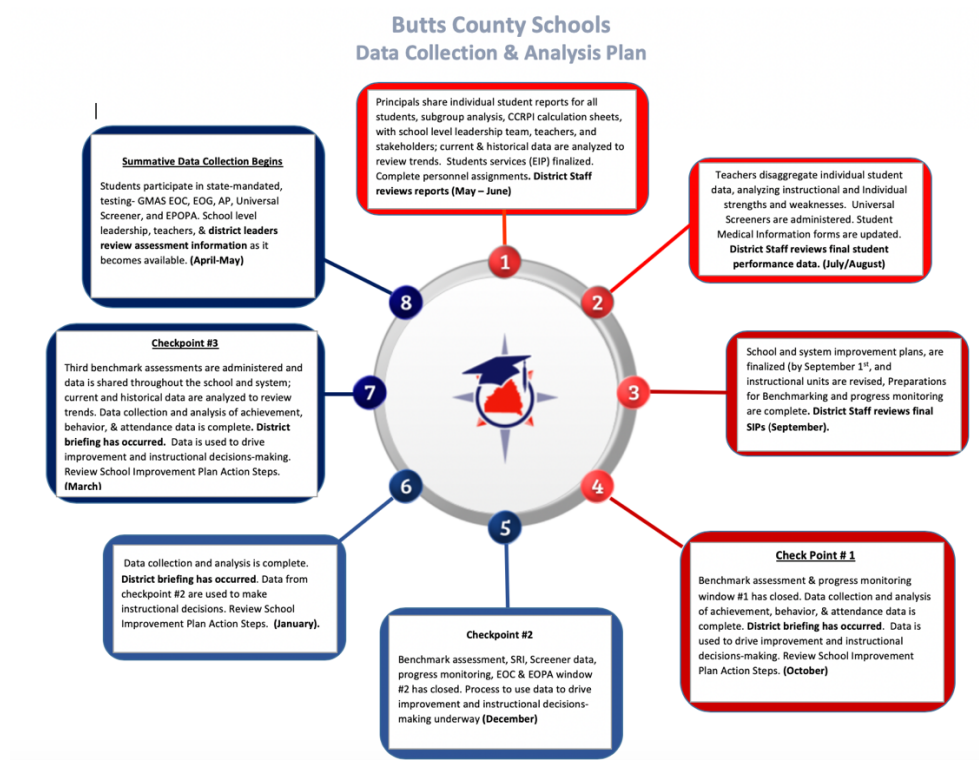 Butts County Schools
Data Collection & Analysis Plan
Principals share individual student reports for all
students, subgroup analysis, CCRPI calculation sheets,
with school level leadership team, teachers, and
stakeholders; current & historical data are analyzed to
review trends. Students services (EIP) finalized.
Complete personnel assignments. District Staff
reviews reports (May – June)
1
Teachers disaggregate individual student
data, analyzing instructional and Individual
strengths and weaknesses. Universal
Screeners are administered. Student
Medical Information forms are updated.
District Staff reviews final student
performance data. (July/August)
2
School and system improvement plans, are
finalized (by September 1st, and
instructional units are revised, Preparations
for Benchmarking and progress monitoring
are complete. District Staff reviews final
SIPs (September).
3
Check Point # 1
Benchmark assessment & progress monitoring
window #1 has closed. Data collection and analysis
of achievement, behavior, & attendance data is
complete. District briefing has occurred. Data is
used to drive improvement and instructional
decisions-making. Review School Improvement
Plan Action Steps. (October)
4
Checkpoint #2
Benchmark assessment, SRI, Screener data,
progress monitoring, EOC & EOPA window
#2 has closed. Process to use data to drive
improvement and instructional decisions-
making underway (December)
5
Data collection and analysis is complete.
District briefing has occurred. Data from
checkpoint #2 are used to make
instructional decisions. Review School
Improvement Plan Action Steps. (January).
6
Checkpoint #3
Third benchmark assessments are administered and
data is shared throughout the school and system;
current and historical data are analyzed to review
trends. Data collection and analysis of achievement,
behavior, & attendance data is complete. District
briefing has occurred. Data is used to drive
improvement and instructional decisions-making.
Review School Improvement Plan Action Steps.
(March)
7
Summative Data Collection Begins
Students participate in state-mandated,
testing- GMAS EOC, EOG, AP, Universal
Screener, and EPOPA. School level
leadership, teachers, & district leaders
review assessment information as it
becomes available. (April-May)
8